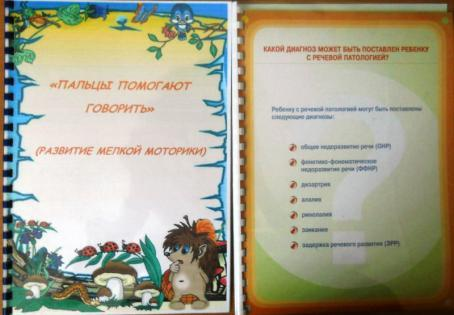 «ПАЛЬЦЫ ПОМОГАЮТ
ГОВОРИТЬ»
(РАЗВИТИЕ МЕЛКОЙ МОТОРИКИ)
КАКОЙ ДИАГНОЗ МОЖЕТ БЫТЬ ПОСТАВЛЕН РЕБЕНКУ
С РЕЧЕВОЙ ПАТОЛОГИЕЙ?
Ребенку с речевой патологией могут быть поставлены
следующие диагнозы:
общее недоразвитие речи (ОНР)
фонетико-фонематическое
недоразвитие речи (ФФНР)
дизартрия
алалия
ринолалия
заикание
задержка речевого развития (ЗРР)